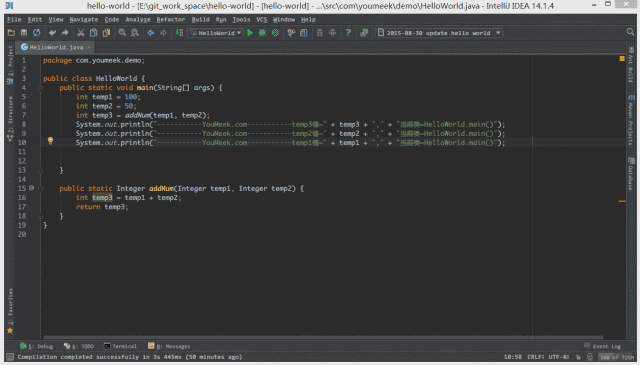 hello-world - [E:\git_work_space\hello-world] - [hello-world] - ...\src\com\youmeek\demo\HelloWorld.java - IntelliJ IDEA 14.1.4
File Edit View Navigate Code Analyze Refactor Build Run Tools VCS Window Help
HelloWorld 2015-08-30 update hello world
HelloWorld.java
1 package com.youmeek.demo;
2
3 public class HelloWorld {
4 public static void main(String[] args) {
5 int temp1 = 100;
6 int temp2 = 50;
7 int temp3 = addNum(temp1, temp2);
8 System.out.println("-----------YouMeek.com-----------temp3值=" + temp3 + "," + "当前类=HelloWorld.main()");
9 System.out.println("-----------YouMeek.com-----------temp2值=" + temp2 + "," + "当前类=HelloWorld.main()");
10 System.out.println("-----------YouMeek.com-----------temp1值=" + temp1 + "," + "当前类=HelloWorld.main()");
13 }
15 public static Integer addNum(Integer temp1, Integer temp2) {
16 int temp3 = temp1 + temp2;
17 return temp3;
18 }
19 }
20
Project
Structure
Favorites
Ant Build
Maven Projects
Database
5: Debug 6: TODO Terminal 0: Messages Event Log
Compilation completed successfully in 3s 445ms (50 minutes ago) 10:58 CRLF UTF-8 of 725M